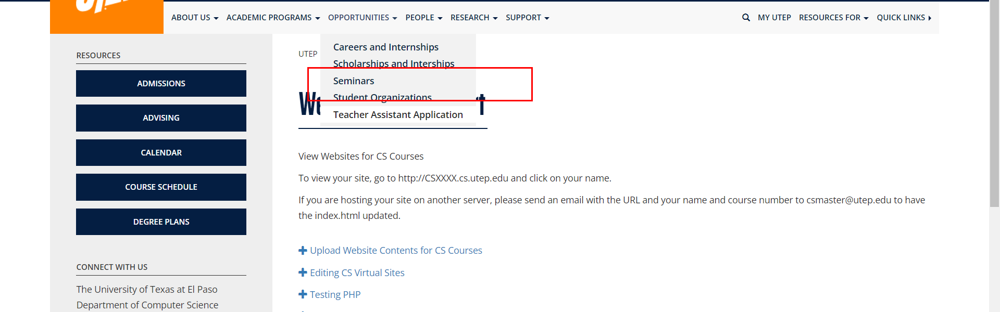 ABOUT US ACADEMIC PROGRAMS OPPORTUNITIES PEOPLE RESEARCH SUPPORT MY UTEP RESOURCES FOR QUICK LINKS
RESOURCES
ADMISSIONS
ADVISING
CALENDAR
COURSE SCHEDULE
DEGREE PLANS
CONNECT WITH US
The University of Texas at El Paso
Department of Computer Science
UTEP
Careers and Internships
Scholarships and Interships
Seminars
Student Organizations
Teacher Assistant Application
View Websites for CS Courses
To view your site, go to http://CSXXXX.cs.utep.edu and click on your name.
If you are hosting your site on another server, please send an email with the URL and your name and course number to csmaster@utep.edu to have
the index.html updated.
Upload Website Contents for CS Courses
Editing CS Virtual Sites
Testing PHP